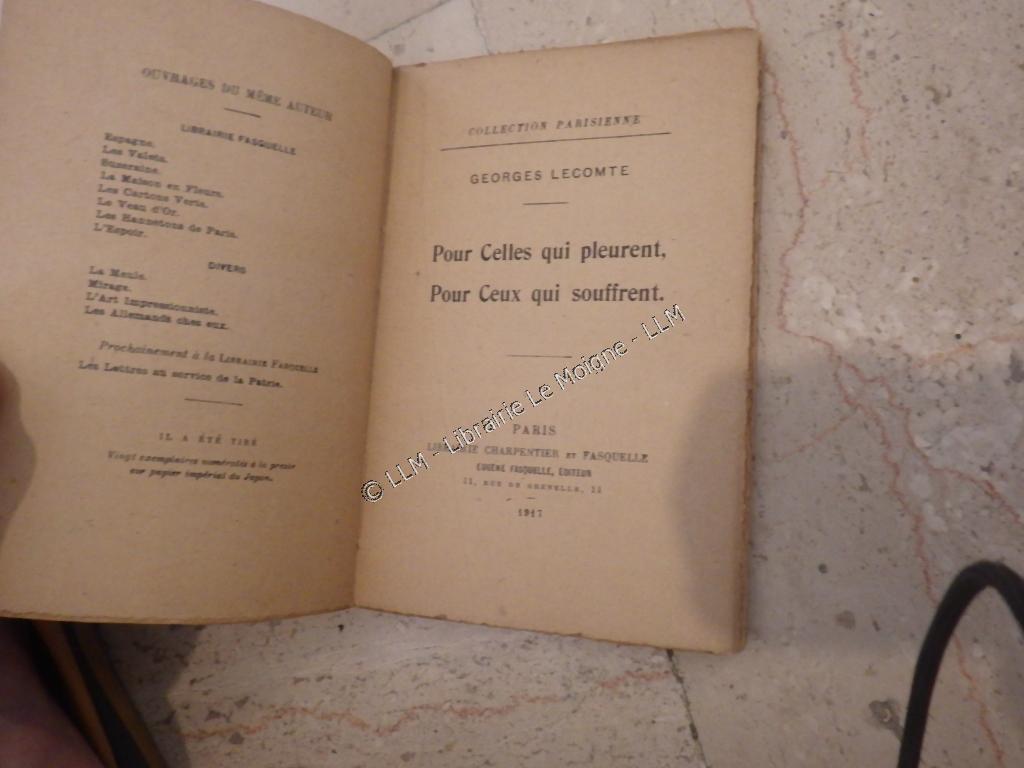 OUVRAGES DU MÊME AUTEUR
LIBRAIRIE FASQUELLE
Espagne.
Les Valets.
Suzeraine.
La Maison en Fleurs.
Les Cartons Verts.
Le Veau d'Or.
Les Hannetons de Paris.
L'Espoir.
DIVERS
La Meule.
Mirage.
L'Art Impressionniste.
Les Allemands chez eux.
Prochainement à la LIBRAIRIE FASQUELLE
Les Lettres au service de la Patrie.
IL A ÉTÉ TIRÉ
Vingt exemplaires numérotés à la presse
sur papier impérial du Japon.
COLLECTION PARISIENNE
GEORGES LECOMTE
Pour Celles qui pleurent,
Pour Ceux qui souffrent.
PARIS
LIBRAIRIE CHARPENTIER ET FASQUELLE
EUGÈNE FASQUELLE, ÉDITEUR
11, RUE DE GRENELLE, 11
1917
© LLM - Librairie Le Moigne - LLM